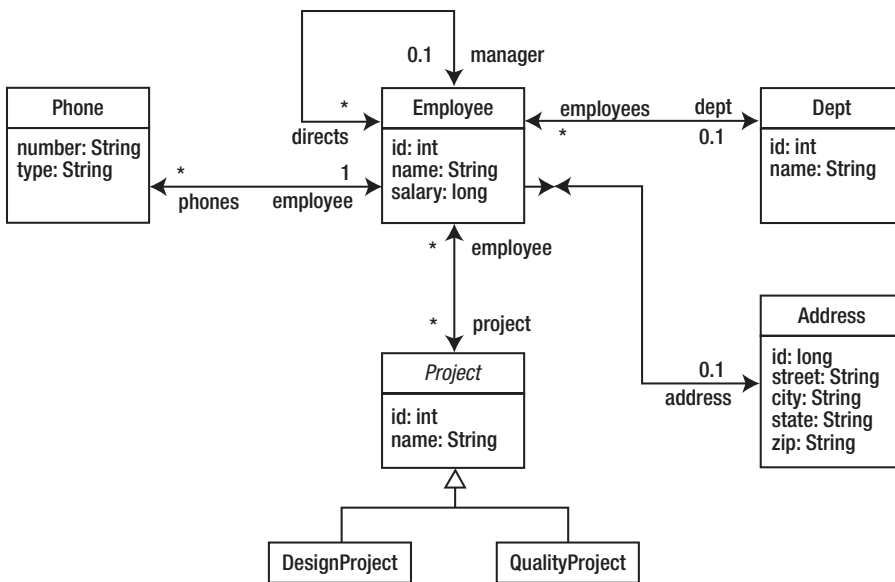 0.1 manager
Phone
Employee
Dept
* directs
employees dept
* 0.1
number: String
type: String
id: int
name: String
salary: long
id: int
name: String
* 1
phones employee
* employee
* project
Address
Project
id: long
street: String
city: String
state: String
zip: String
0.1
address
id: int
name: String
DesignProject
QualityProject